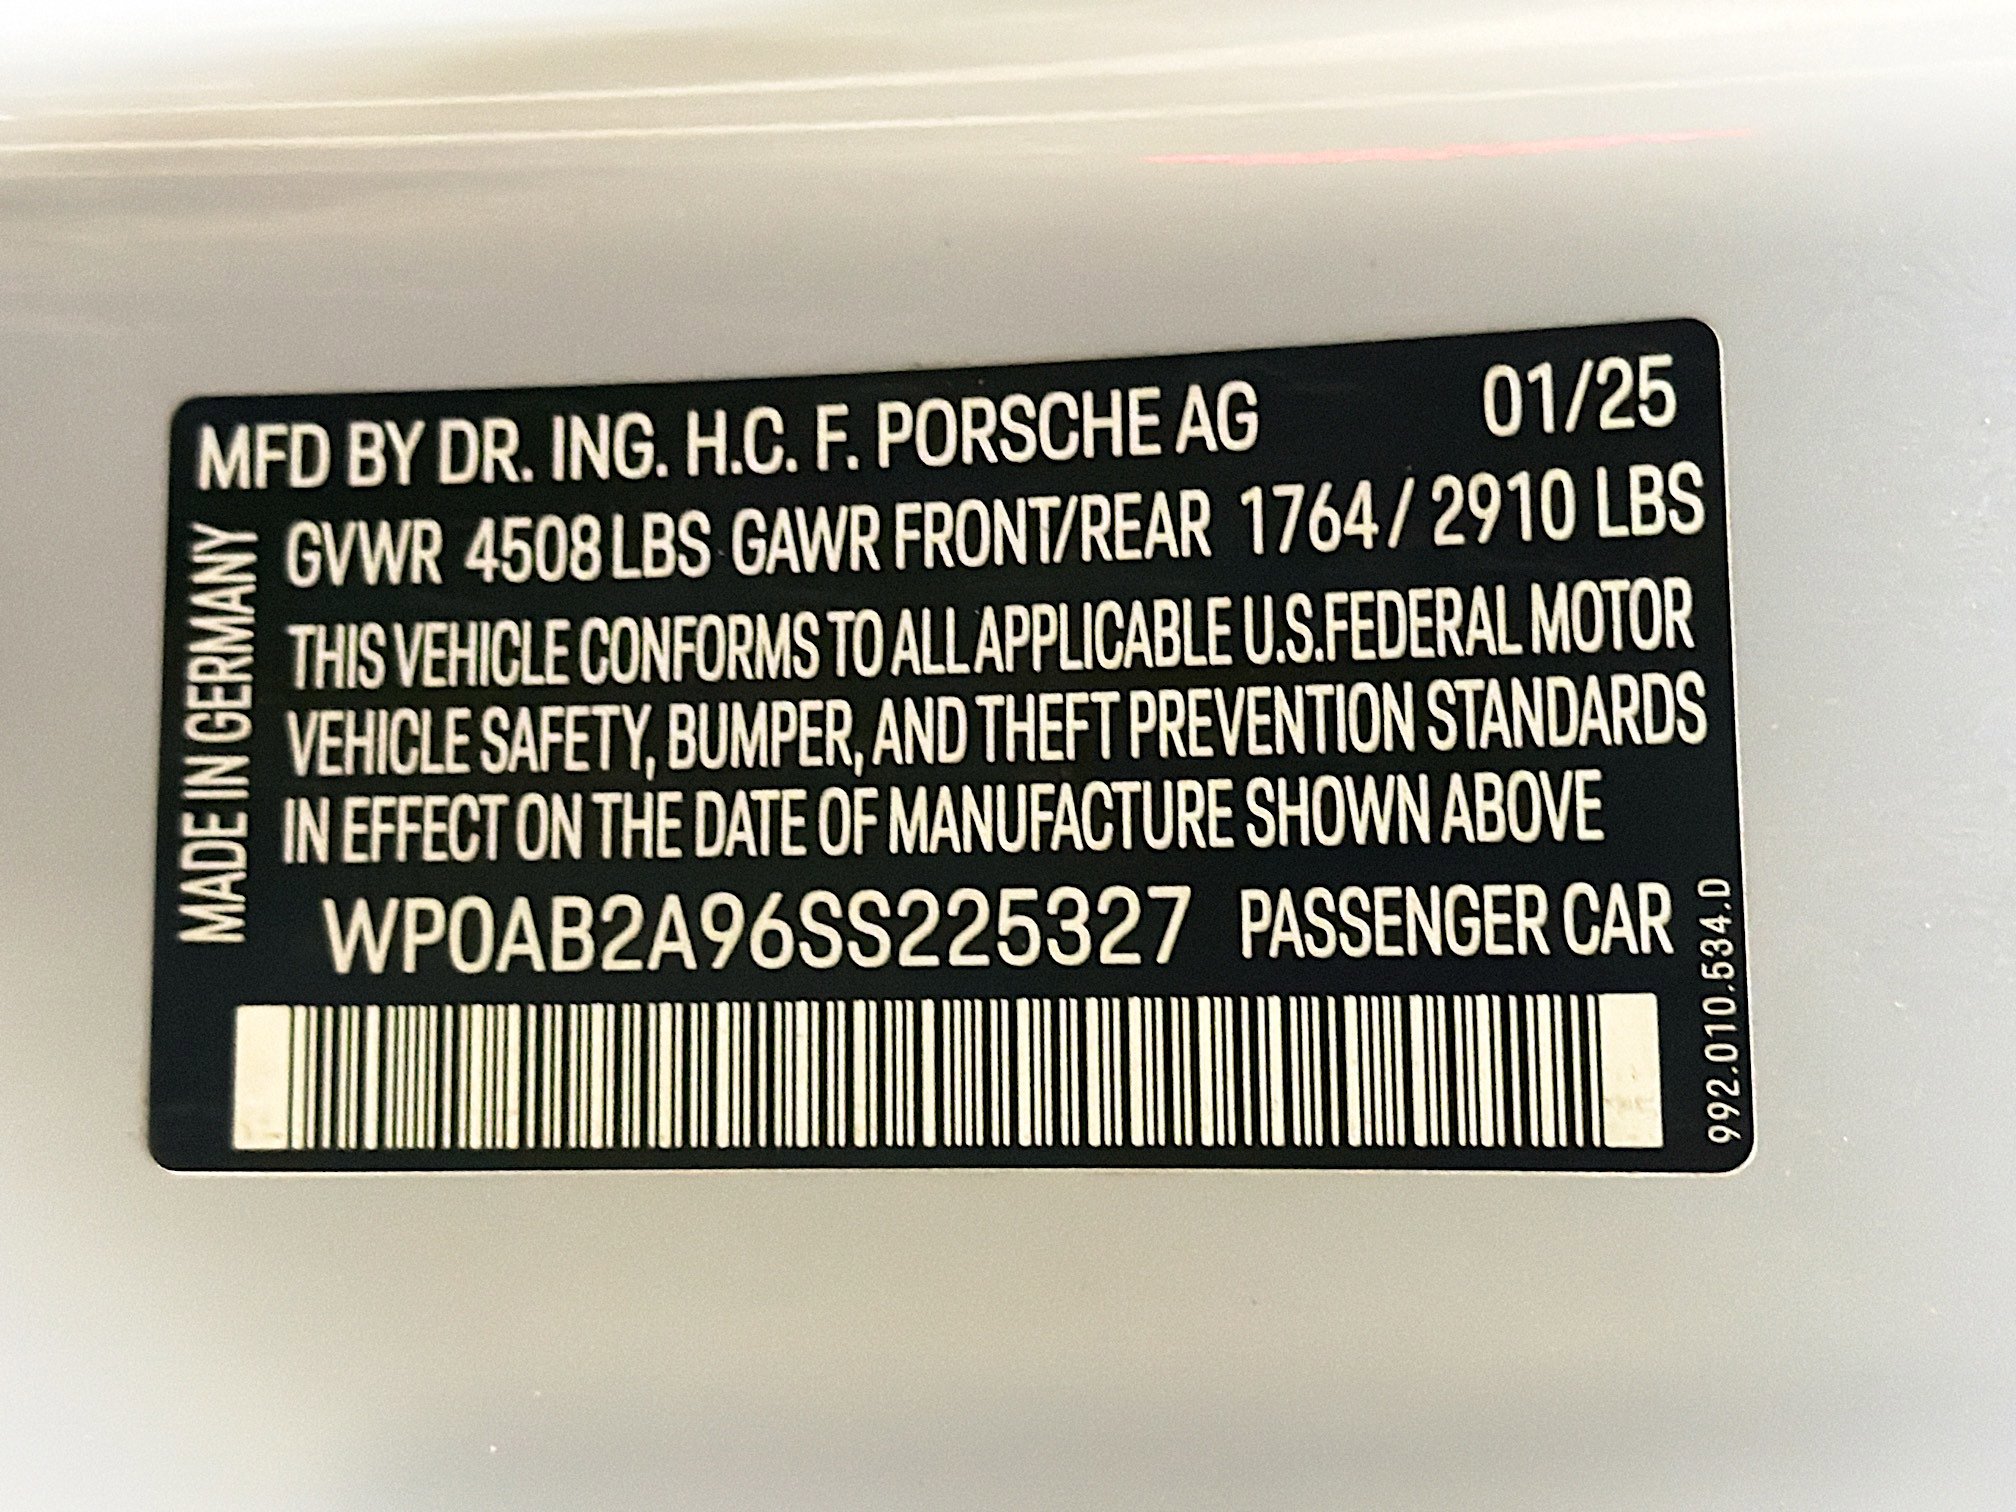 MFD BY DR. ING. H.C. F. PORSCHE AG 01/25
GVWR 4508 LBS GAWR FRONT/REAR 1764 / 2910 LBS
THIS VEHICLE CONFORMS TO ALL APPLICABLE U.S.FEDERAL MOTOR
VEHICLE SAFETY, BUMPER, AND THEFT PREVENTION STANDARDS
IN EFFECT ON THE DATE OF MANUFACTURE SHOWN ABOVE
WP0AB2A96SS225327 PASSENGER CAR
MADE IN GERMANY
992.010.534.D